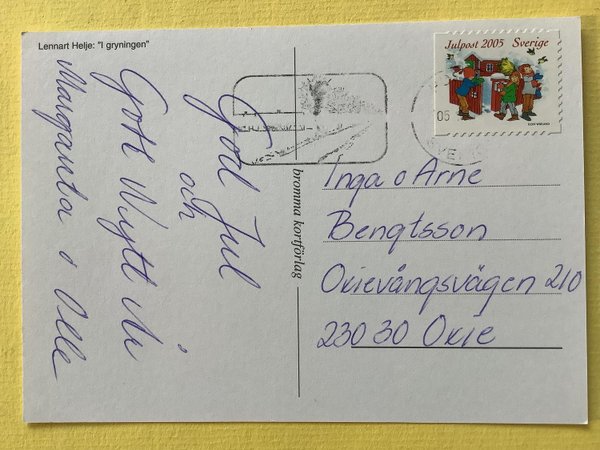 Lennart Helje: "I gryningen"
God Jul
och
Gott Nytt År
Margareta o Olle
bromma kortförlag
Julpost 2005 Sverige
05
Inga o Arne
Bengtsson
Oxievångsvägen 210
230 30 Oxie